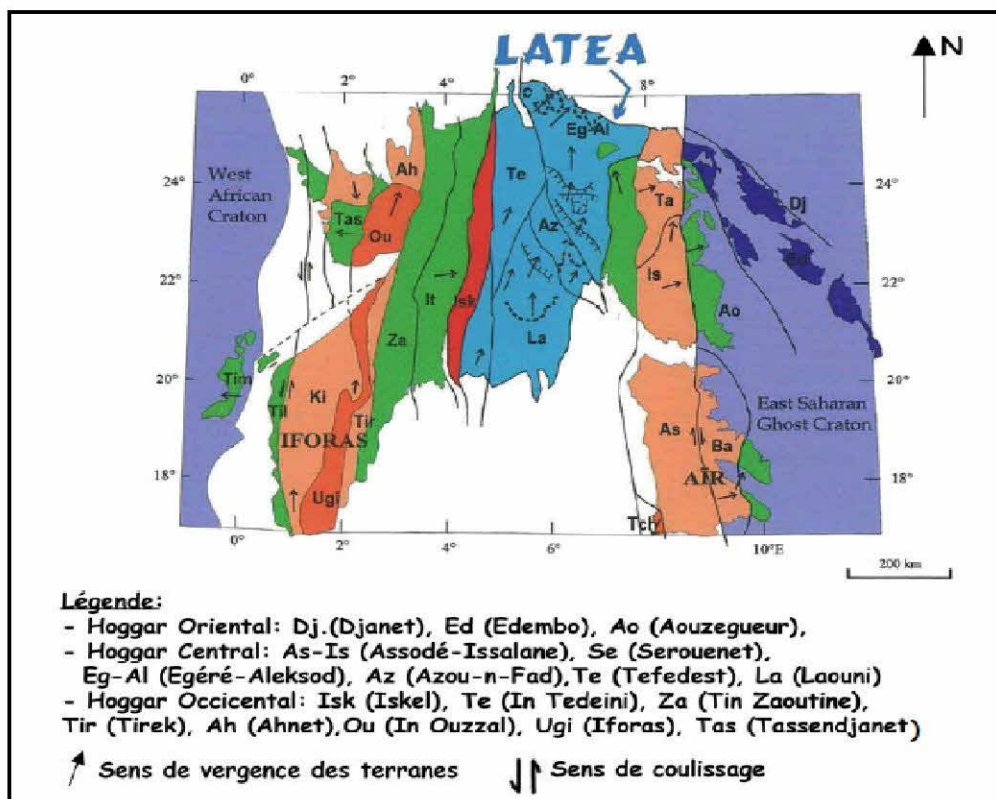 LATEA
N
0° 2° 4° 8°
West
African
Craton
24° 24°
22° 22°
20° 20°
18° 18°
Ah
Tas
Ou
Te
Eg-Al
Az
Ta
Dj
Is
It
Isk
Za
La
Ao
Tim
Til
Ki
Tir
IFORAS
Ugi
As
Ba
AÏR
Tch
East Saharan
Ghost Craton
0° 2° 4° 6° 8° 10°E
200 km
Légende:
- Hoggar Oriental: Dj.(Djanet), Ed (Edembo), Ao (Aouzegueur),
- Hoggar Central: As-Is (Assodé-Issalane), Se (Serouenet),
Eg-Al (Egéré-Aleksod), Az (Azou-n-Fad),Te (Tefedest), La (Laouni)
- Hoggar Occicental: Isk (Iskel), Te (In Tedeini), Za (Tin Zaoutine),
Tir (Tirek), Ah (Ahnet),Ou (In Ouzzal), Ugi (Iforas), Tas (Tassendjanet)
Sens de vergence des terranes
Sens de coulissage